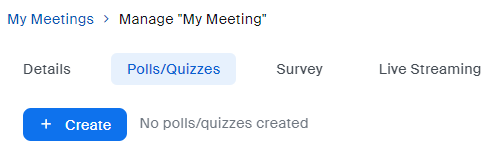 My Meetings > Manage "My Meeting"
Details Polls/Quizzes Survey Live Streaming
+ Create No polls/quizzes created